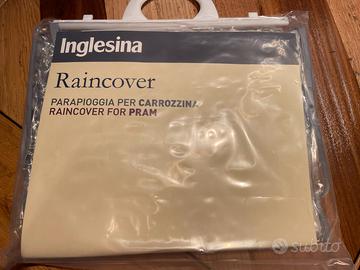 Inglesina
Raincover
PARAPIOGGIA PER CARROZZINA
RAINCOVER FOR PRAM
subito